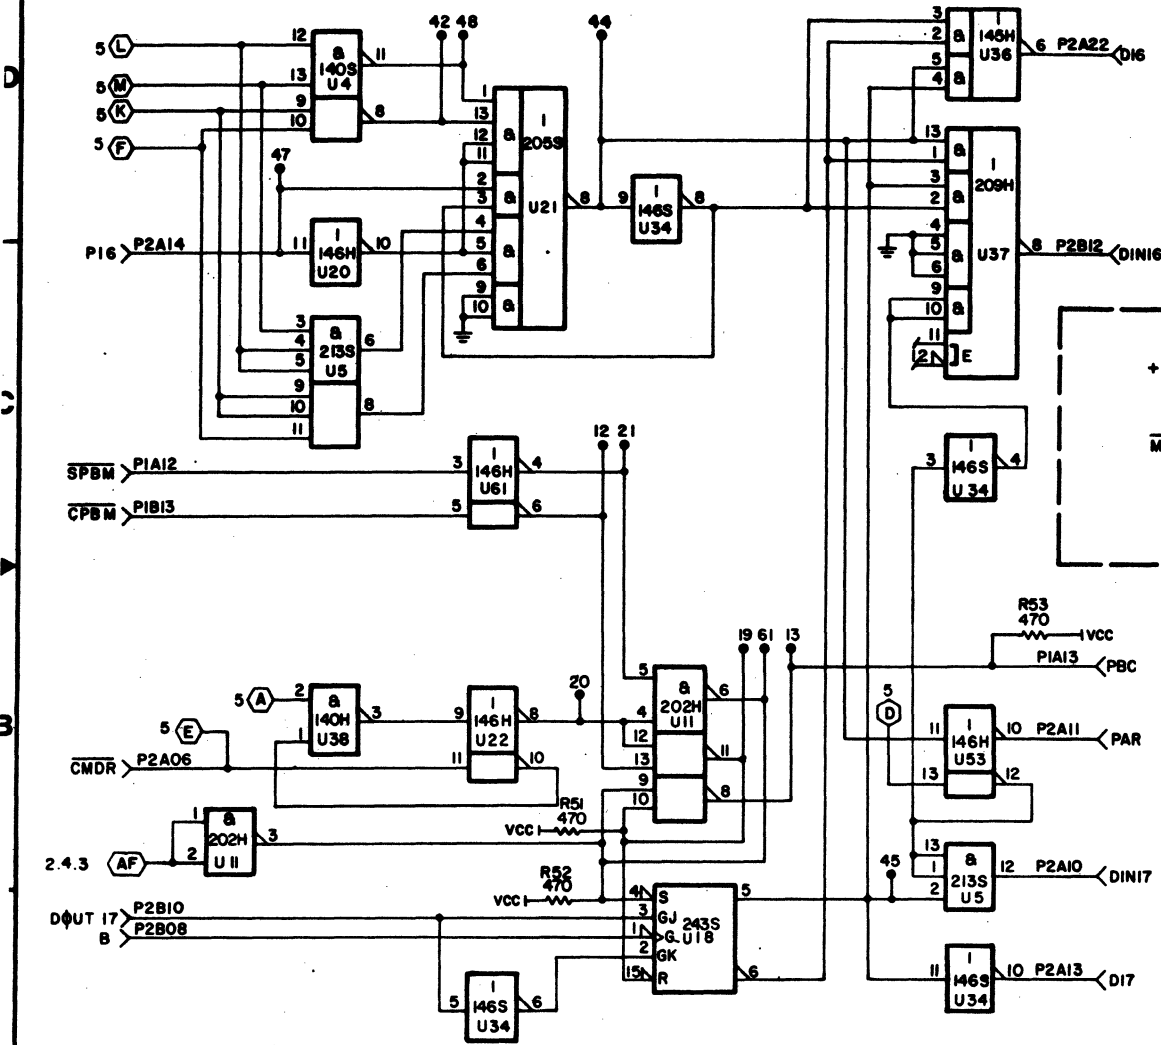 42 48 44
D
5 L 12 & 11
140S
5 M 13 U4
5 K 9 8
5 F 10
47
1 13 12 11 & 1 205S
2 3 & U21 8
4 5 6 &
9 10 &
9 1 146S U34 8
3 2 & 1 145H U36 6 P2A22 D16
5 4 &
13 1 & 1 209H
3 2 &
4 5 6 & U37 8 P2B12 DIN16
9 10 &
11 12 E
P16 P2A14 11 1 146H U20 10
3 4 5 & 213S U5 6
9 10 11 8
C
+
M
12 21
SPBM P1A12 3 1 146H U61 4
CPBM P1B13 5 6
3 1 146S U34 4
R53
470
VCC
P1A13 PBC
19 61 13
B
5 A 2 & 140H U38 3
1
5 E
CMDR P2A06
9 1 146H U22 8
11 10
20
5 4 & 202H U11 6
12 13 11
9 10 8
5 D
11 1 146H U53 10 P2A11 PAR
13 12
2.4.3 AF 1 2 & 202H U11 3
R51
VCC 470
R52
VCC 470
45
13 1 2 & 213S U5 12 P2A10 DIN17
DɸUT 17 P2B10
B P2B08
4 S 5
3 GJ 243S
1 G U18
2 GK
15 R 6
5 1 146S U34 6
11 1 146S U34 10 P2A13 D17